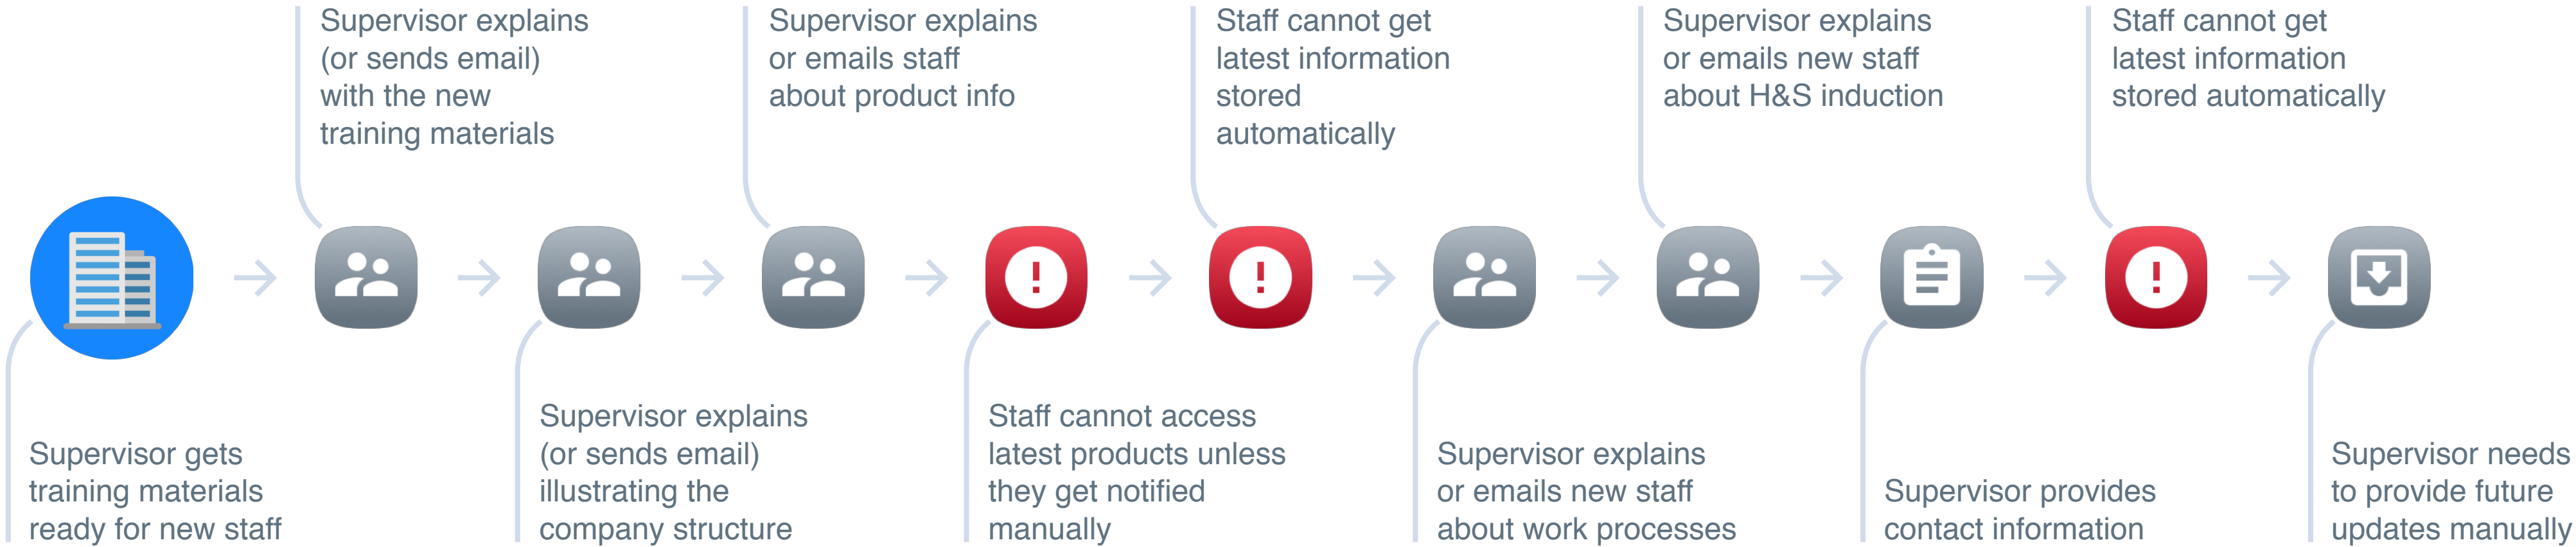 Supervisor explains
(or sends email)
with the new
training materials
Supervisor explains
or emails staff
about product info
Staff cannot get
latest information
stored
automatically
Supervisor explains
or emails new staff
about H&S induction
Staff cannot get
latest information
stored automatically
Supervisor gets
training materials
ready for new staff
Supervisor explains
(or sends email)
illustrating the
company structure
Staff cannot access
latest products unless
they get notified
manually
Supervisor explains
or emails new staff
about work processes
Supervisor provides
contact information
Supervisor needs
to provide future
updates manually